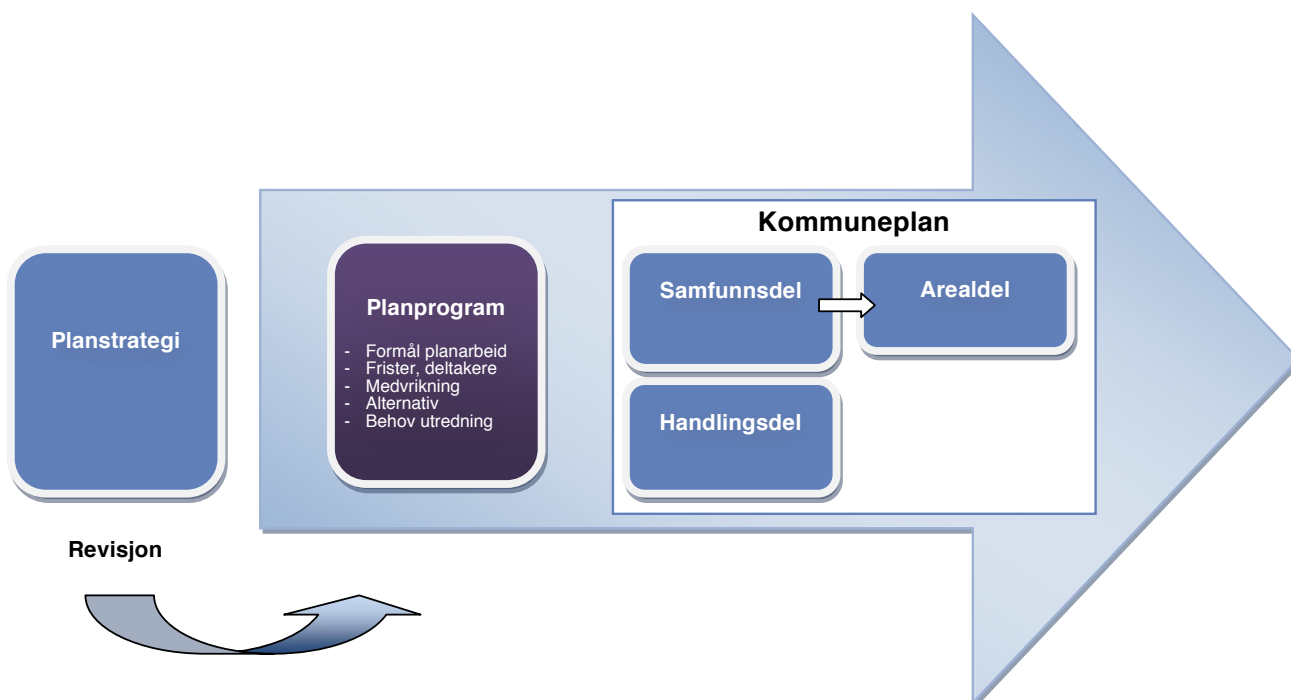 Planstrategi
Revisjon
Planprogram
- Formål planarbeid
- Frister, deltakere
- Medvrikning
- Alternativ
- Behov utredning
Kommuneplan
Samfunnsdel
Arealdel
Handlingsdel